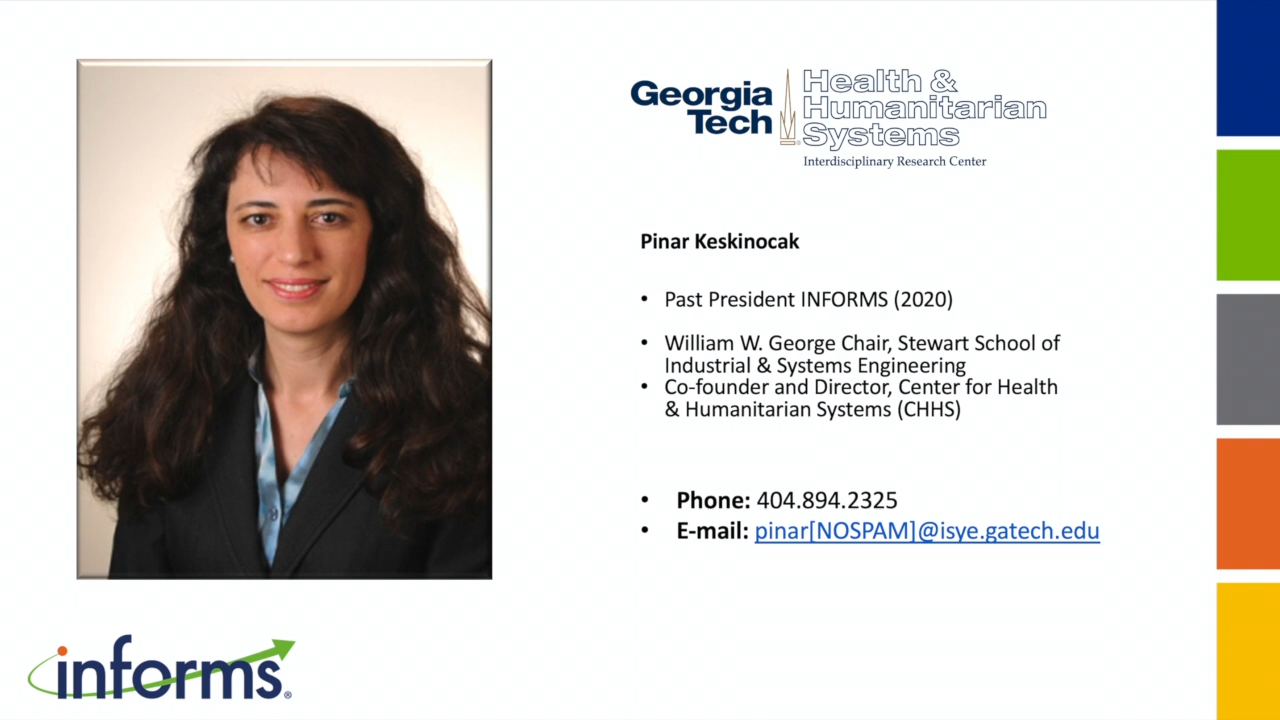 Georgia
Tech
Health &
Humanitarian
Systems
Interdisciplinary Research Center
Pinar Keskinocak
• Past President INFORMS (2020)
• William W. George Chair, Stewart School of
Industrial & Systems Engineering
• Co-founder and Director, Center for Health
& Humanitarian Systems (CHHS)
• Phone: 404.894.2325
• E-mail: pinar[NOSPAM]@isye.gatech.edu
informs®